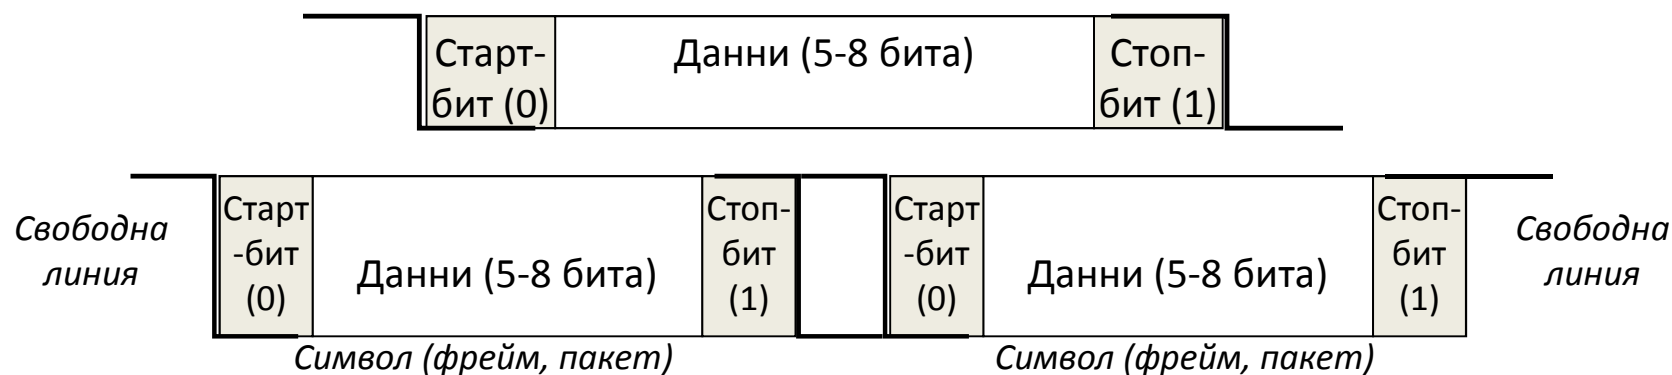 Старт-
бит (0)
Данни (5-8 бита)
Стоп-
бит (1)
Свободна
линия
Старт
-бит
(0)
Данни (5-8 бита)
Стоп-
бит
(1)
Старт
-бит
(0)
Данни (5-8 бита)
Стоп-
бит
(1)
Свободна
линия
Символ (фрейм, пакет)
Символ (фрейм, пакет)